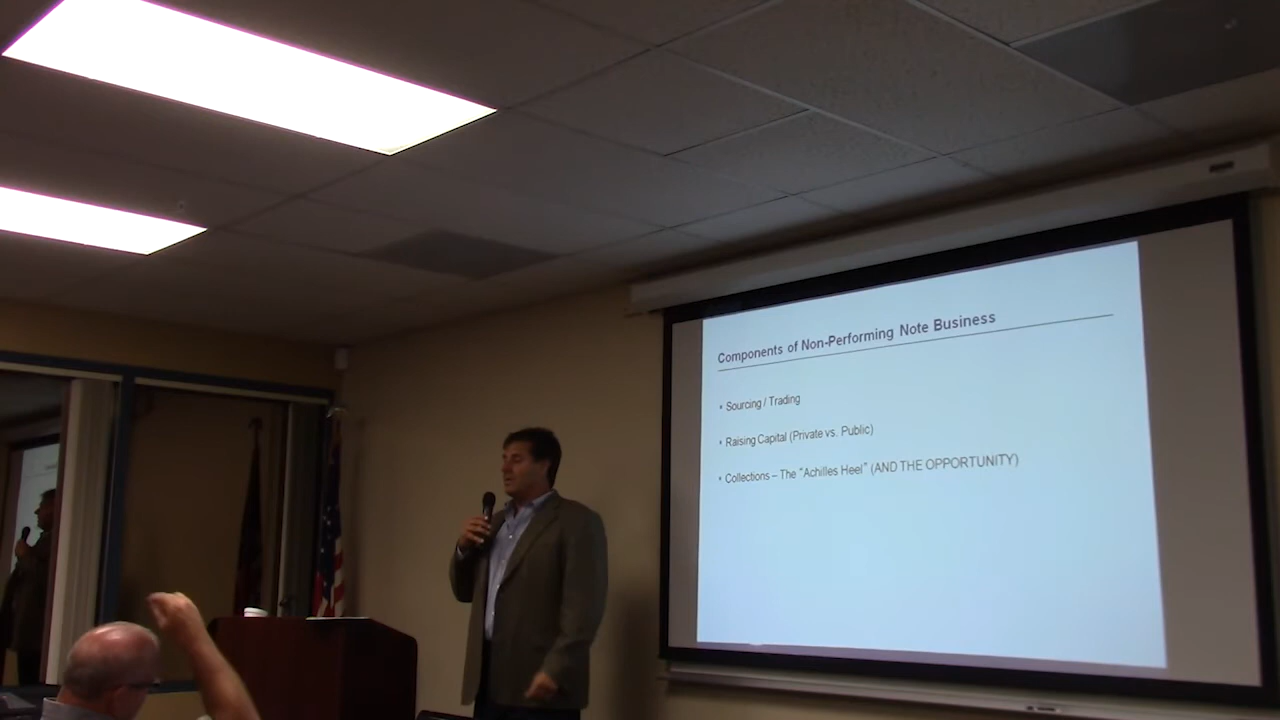 Components of Non-Performing Note Business
• Sourcing / Trading
• Raising Capital (Private vs. Public)
• Collections – The "Achilles Heel" (AND THE OPPORTUNITY)